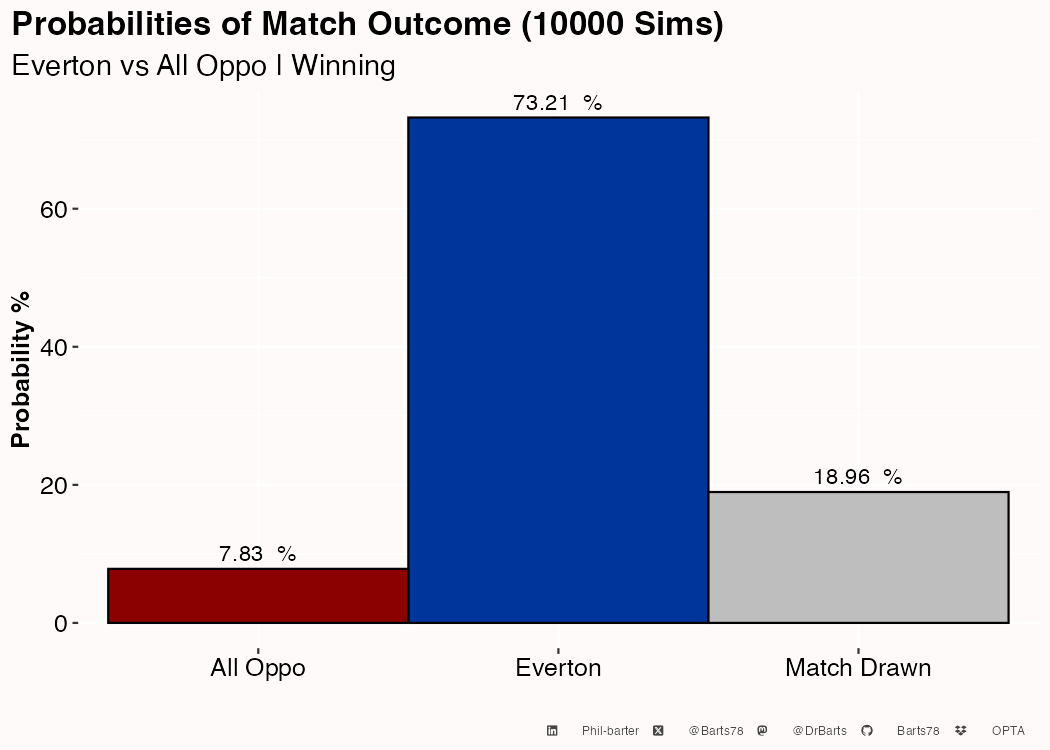 Probabilities of Match Outcome (10000 Sims)
Everton vs All Oppo | Winning
73.21 %
60
40
Probability %
20
18.96 %
7.83 %
0
All Oppo Everton Match Drawn
Phil-barter @Barts78 @DrBarts Barts78 OPTA